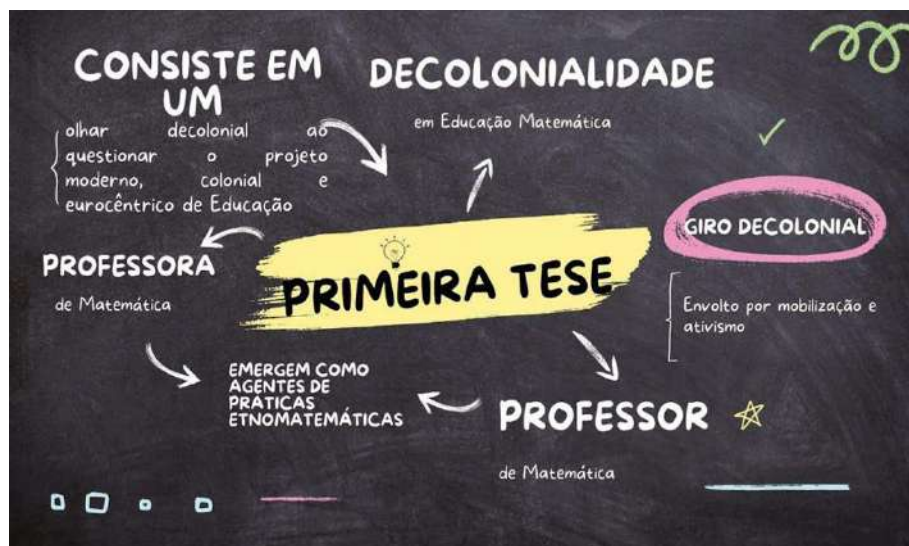 CONSISTE EM
UM
olhar decolonial ao
questionar o projeto
moderno, colonial e
eurocêntrico de Educação
DECOLONIALIDADE
em Educação Matemática
GIRO DECOLONIAL
Envolto por mobilização e
ativismo
PROFESSORA
de Matemática
PRIMEIRA TESE
EMERGEM COMO
AGENTES DE
PRÁTICAS
ETNOMATEMÁTICAS
PROFESSOR
de Matemática